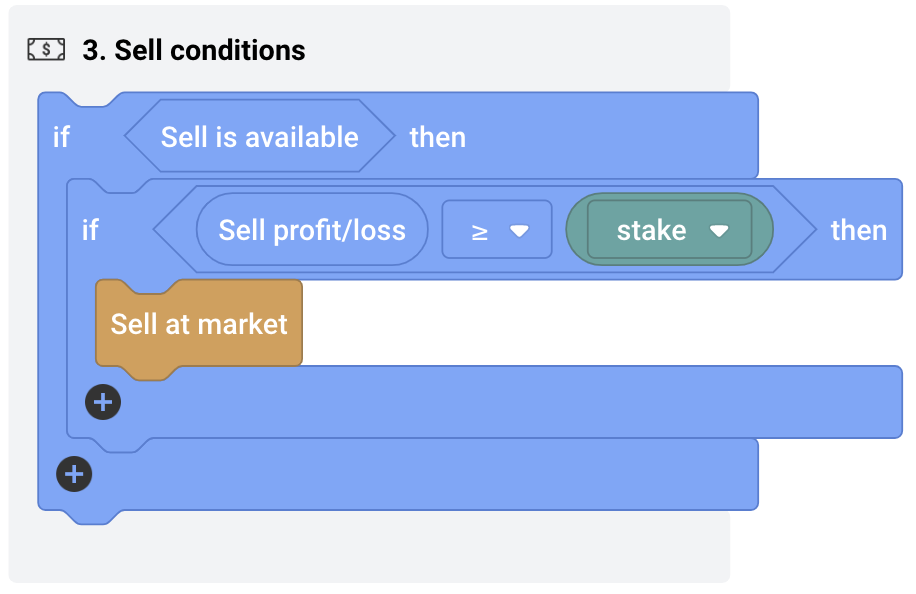 $ 3. Sell conditions
if Sell is available then
if Sell profit/loss ≥ stake then
Sell at market